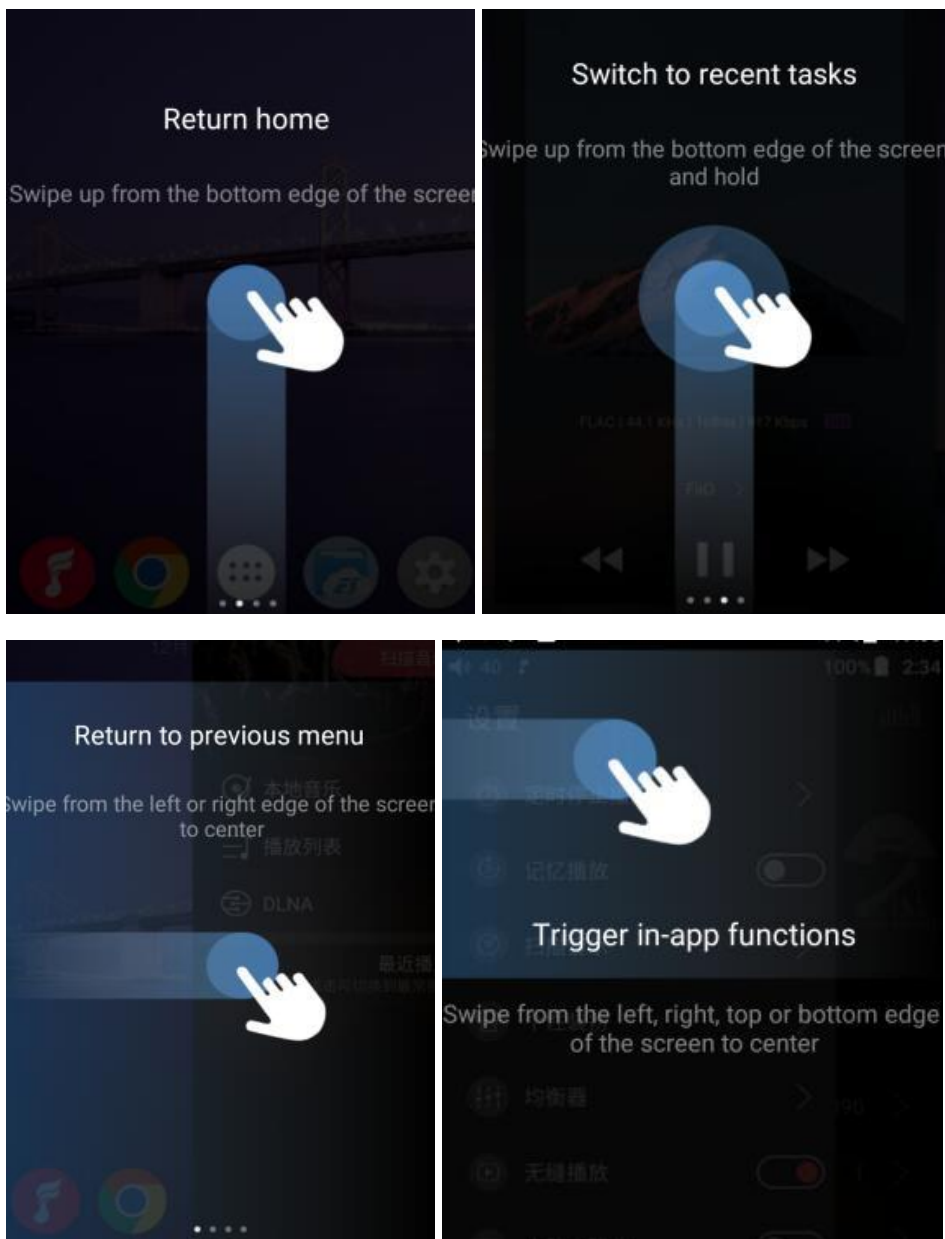 Return home
Swipe up from the bottom edge of the screen
Switch to recent tasks
Swipe up from the bottom edge of the screen
and hold
FiiO
Return to previous menu
Swipe from the left or right edge of the screen
to center
本地音乐
播放列表
DLNA
40
100% 2:34
设置
记忆播放
Trigger in-app functions
Swipe from the left, right, top or bottom edge
of the screen to center
均衡器
无缝播放